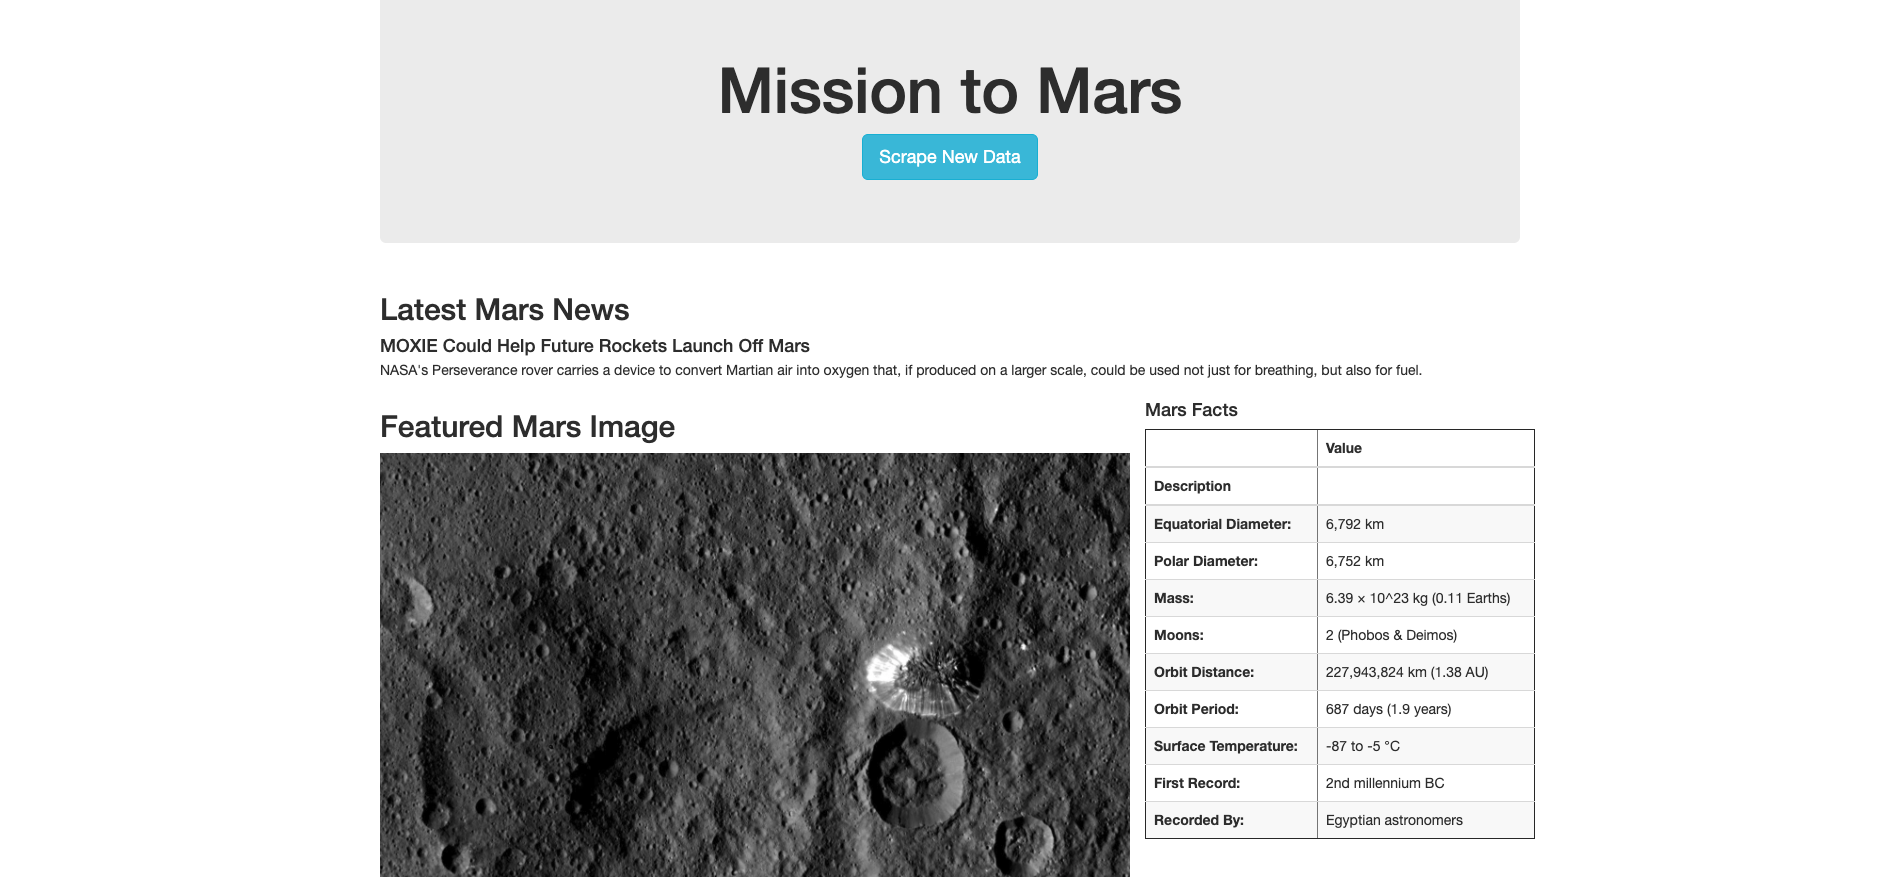 Mission to Mars
Scrape New Data
Latest Mars News
MOXIE Could Help Future Rockets Launch Off Mars
NASA's Perseverance rover carries a device to convert Martian air into oxygen that, if produced on a larger scale, could be used not just for breathing, but also for fuel.
Featured Mars Image
Mars Facts
Value
Description
Equatorial Diameter: 6,792 km
Polar Diameter: 6,752 km
Mass: 6.39 × 10^23 kg (0.11 Earths)
Moons: 2 (Phobos & Deimos)
Orbit Distance: 227,943,824 km (1.38 AU)
Orbit Period: 687 days (1.9 years)
Surface Temperature: -87 to -5 °C
First Record: 2nd millennium BC
Recorded By: Egyptian astronomers